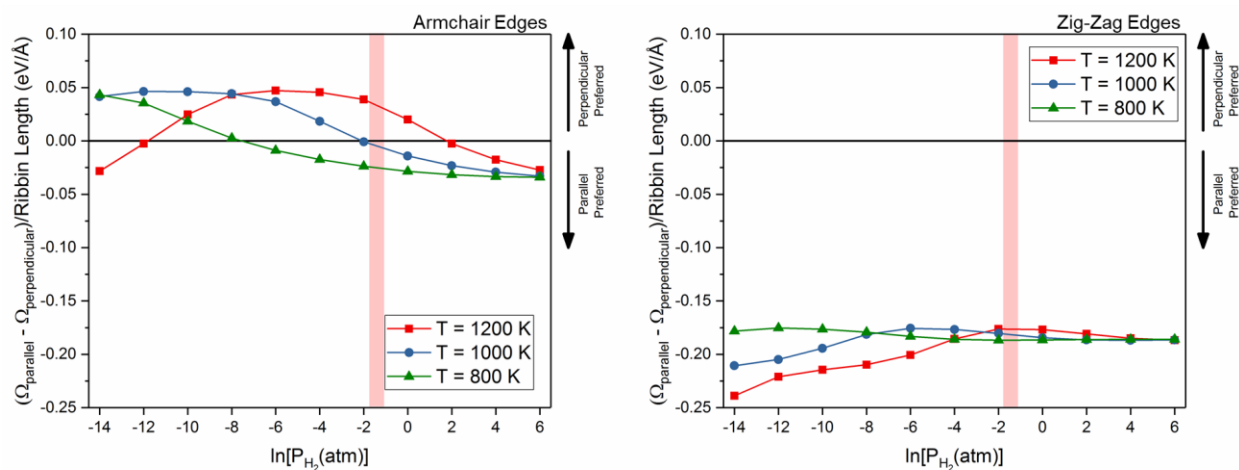 Armchair Edges
(Ωparallel - Ωperpendicular)/Ribbin Length (eV/Å)
0.10
0.05
0.00
-0.05
-0.10
-0.15
-0.20
-0.25
T = 1200 K
T = 1000 K
T = 800 K
-14 -12 -10 -8 -6 -4 -2 0 2 4 6
ln[PH2(atm)]
Perpendicular
Preferred
Parallel
Preferred
Zig-Zag Edges
(Ωparallel - Ωperpendicular)/Ribbin Length (eV/Å)
0.10
0.05
0.00
-0.05
-0.10
-0.15
-0.20
-0.25
T = 1200 K
T = 1000 K
T = 800 K
-14 -12 -10 -8 -6 -4 -2 0 2 4 6
ln[PH2(atm)]
Perpendicular
Preferred
Parallel
Preferred